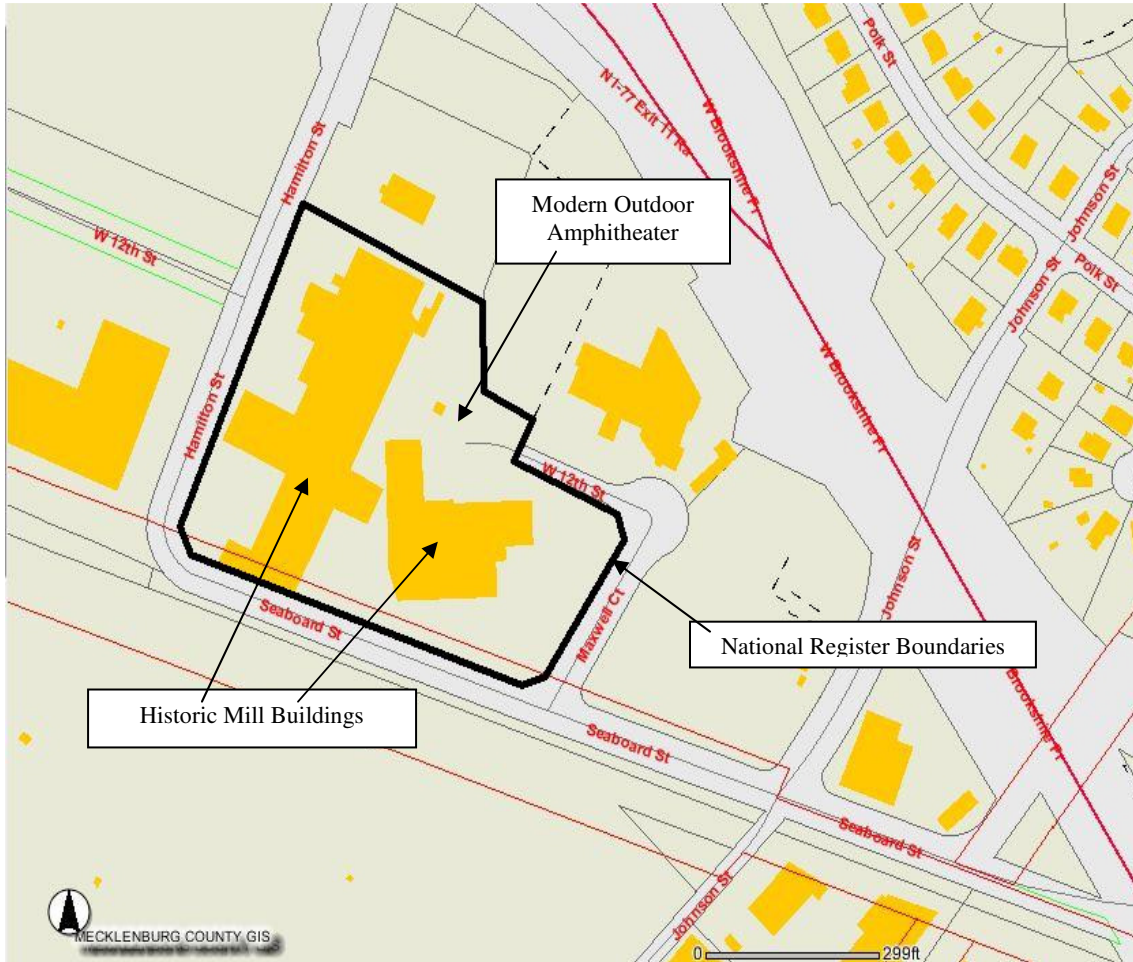 Polk St
N1-77 Exit 11 Ra
W Brookshire Fr
Hamilton St
Johnson St
Modern Outdoor
Amphitheater
W 12th St
Polk St
Johnson St
W Brookshire Fr
Hamilton St
W 12th St
Johnson St
Seaboard St
Maxwell Ct
National Register Boundaries
Historic Mill Buildings
Brookshire Fr
Seaboard St
Seaboard St
Johnson St
MECKLENBURG COUNTY GIS
0 299ft